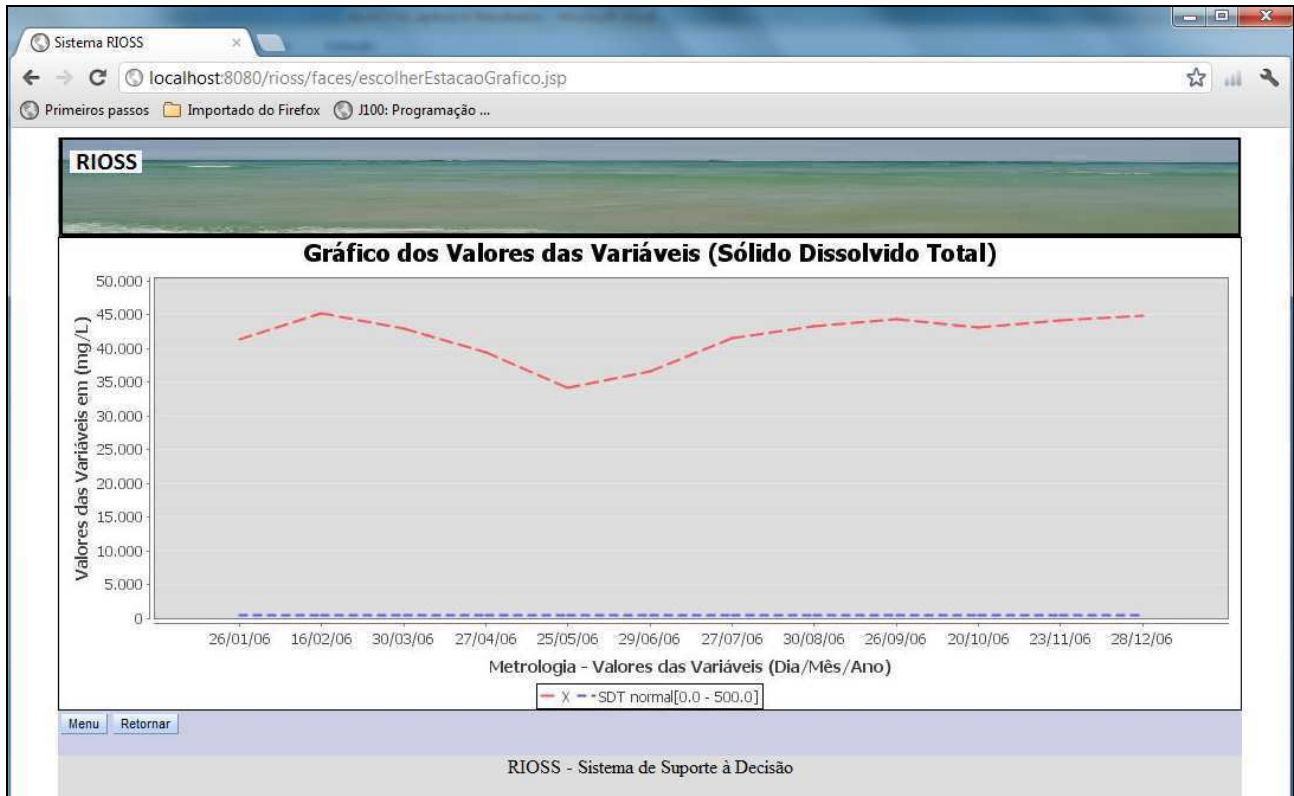 Sistema RIOSS
localhost:8080/rioss/faces/escolherEstacaoGrafico.jsp
Primeiros passos Importado do Firefox J100: Programação ...
RIOSS
Gráfico dos Valores das Variáveis (Sólido Dissolvido Total)
Valores das Variáveis em (mg/L)
50.000
45.000
40.000
35.000
30.000
25.000
20.000
15.000
10.000
5.000
0
26/01/06 16/02/06 30/03/06 27/04/06 25/05/06 29/06/06 27/07/06 30/08/06 26/09/06 20/10/06 23/11/06 28/12/06
Metrologia - Valores das Variáveis (Dia/Mês/Ano)
X SDT normal[0.0 - 500.0]
Menu Retornar
RIOSS - Sistema de Suporte à Decisão